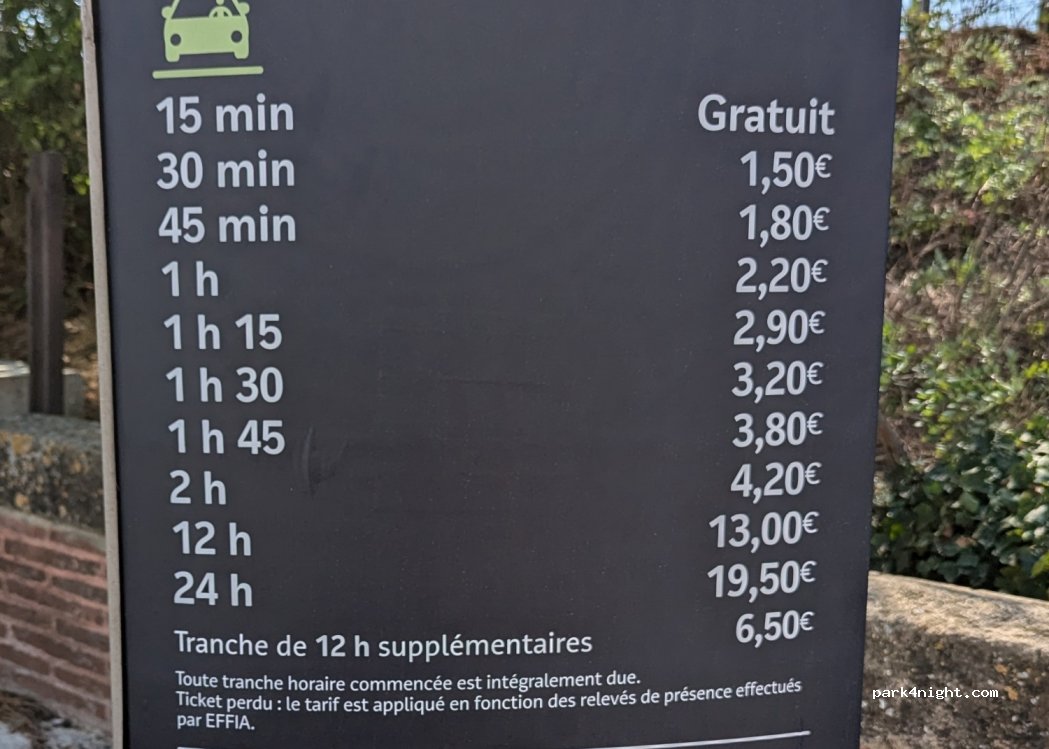 15 min Gratuit
30 min 1,50€
45 min 1,80€
1 h 2,20€
1 h 15 2,90€
1 h 30 3,20€
1 h 45 3,80€
2 h 4,20€
12 h 13,00€
24 h 19,50€
Tranche de 12 h supplémentaires 6,50€
Toute tranche horaire commencée est intégralement due.
Ticket perdu : le tarif est appliqué en fonction des relevés de présence effectués
par EFFIA.
park4night.com